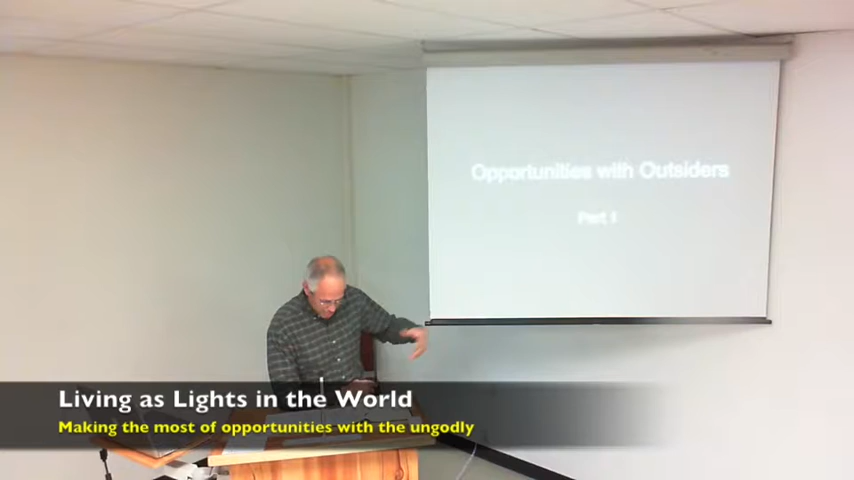 Opportunities with Outsiders
Part 1
Living as Lights in the World
Making the most of opportunities with the ungodly